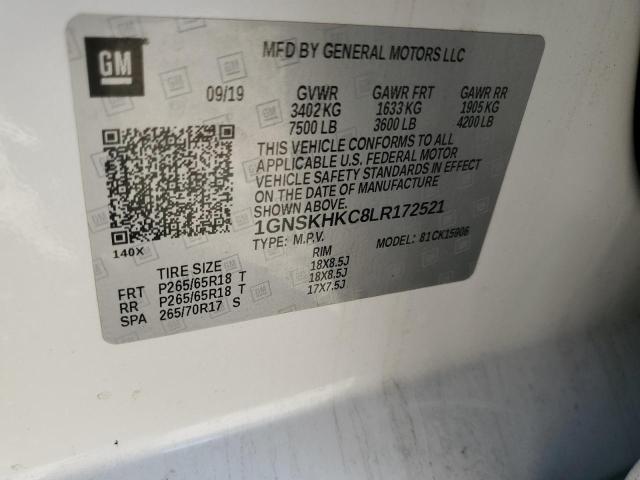 GM
MFD BY GENERAL MOTORS LLC
09/19 GVWR GAWR FRT GAWR RR
3402 KG 1633 KG 1905 KG
7500 LB 3600 LB 4200 LB
THIS VEHICLE CONFORMS TO ALL
APPLICABLE U.S. FEDERAL MOTOR
VEHICLE SAFETY STANDARDS IN EFFECT
ON THE DATE OF MANUFACTURE
SHOWN ABOVE.
1GNSKHKC8LR172521
140X
TYPE: M.P.V. MODEL: 81CK15906
TIRE SIZE RIM
FRT P265/65R18 T 18X8.5J
RR P265/65R18 T 18X8.5J
SPA 265/70R17 S 17X7.5J